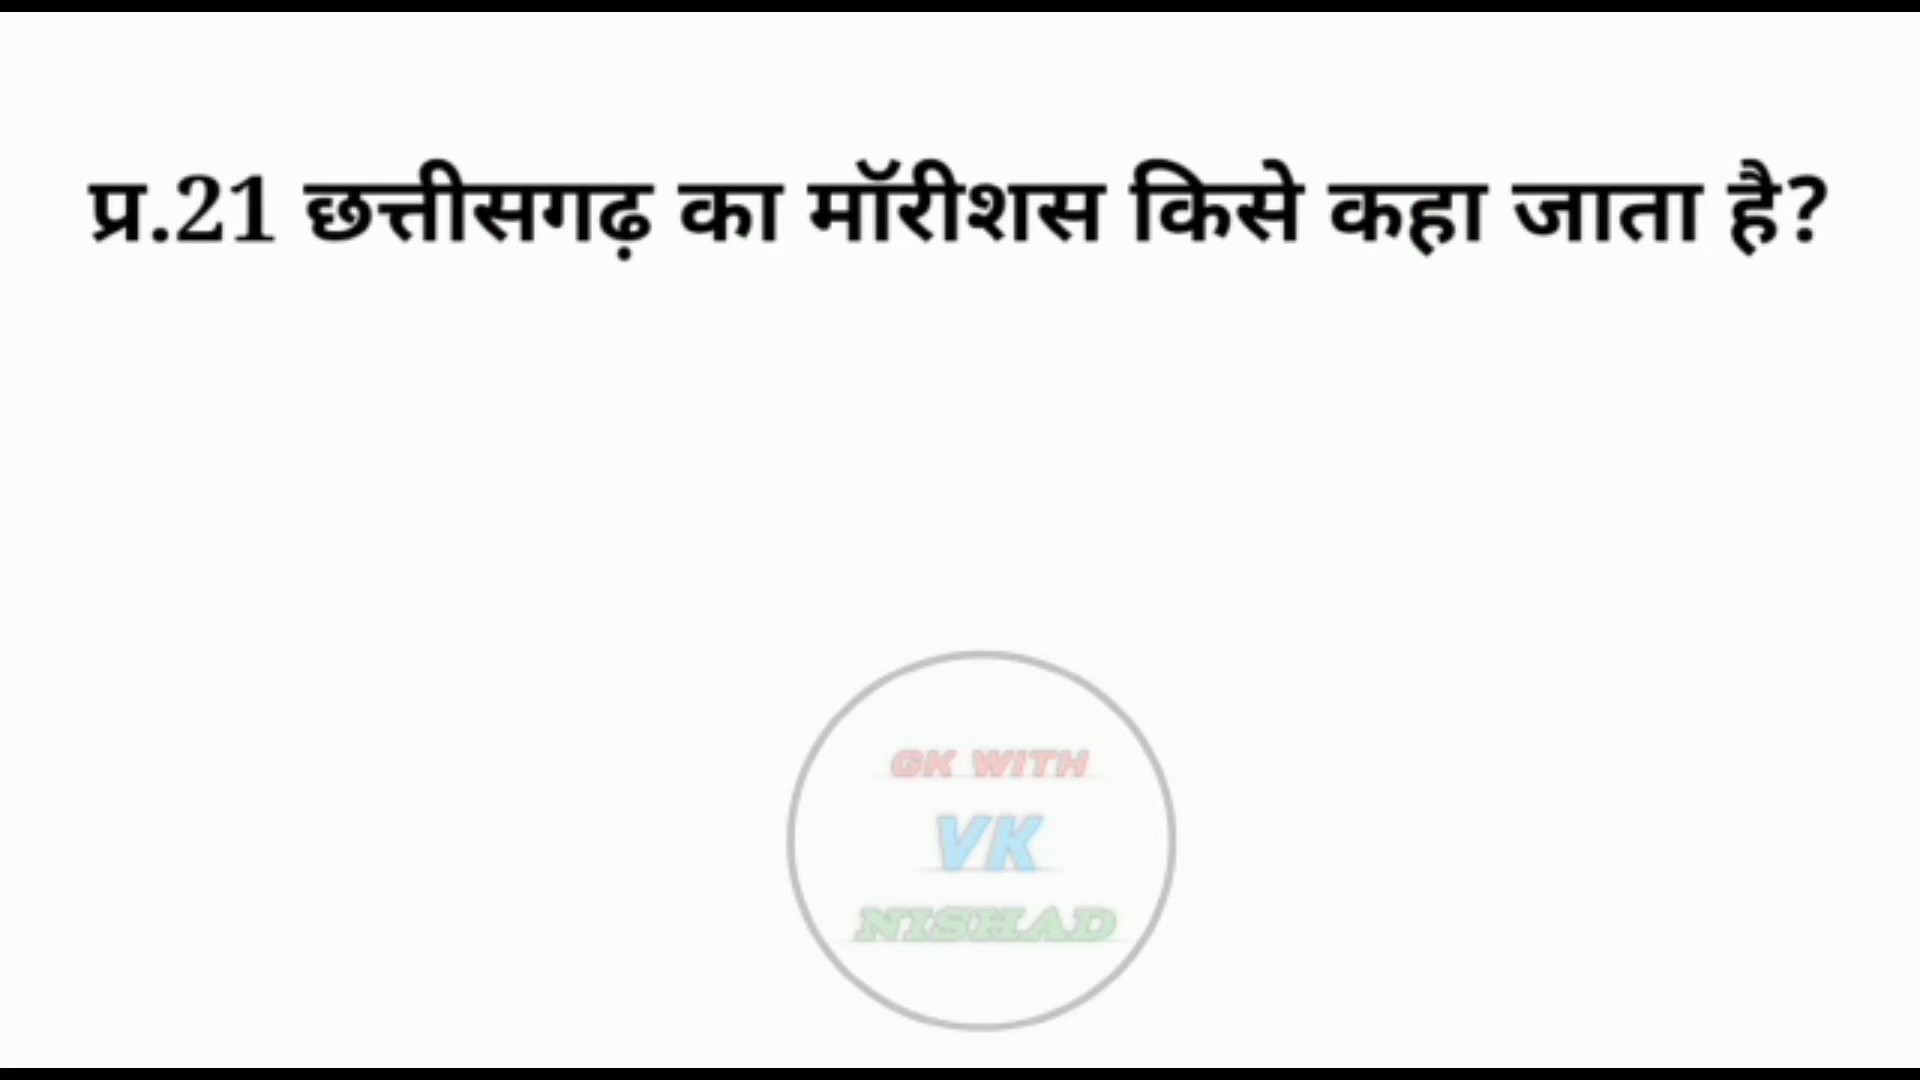 प्र.21 छत्तीसगढ़ का मॉरीशस किसे कहा जाता है?
GK WITH
VK
NISHAD